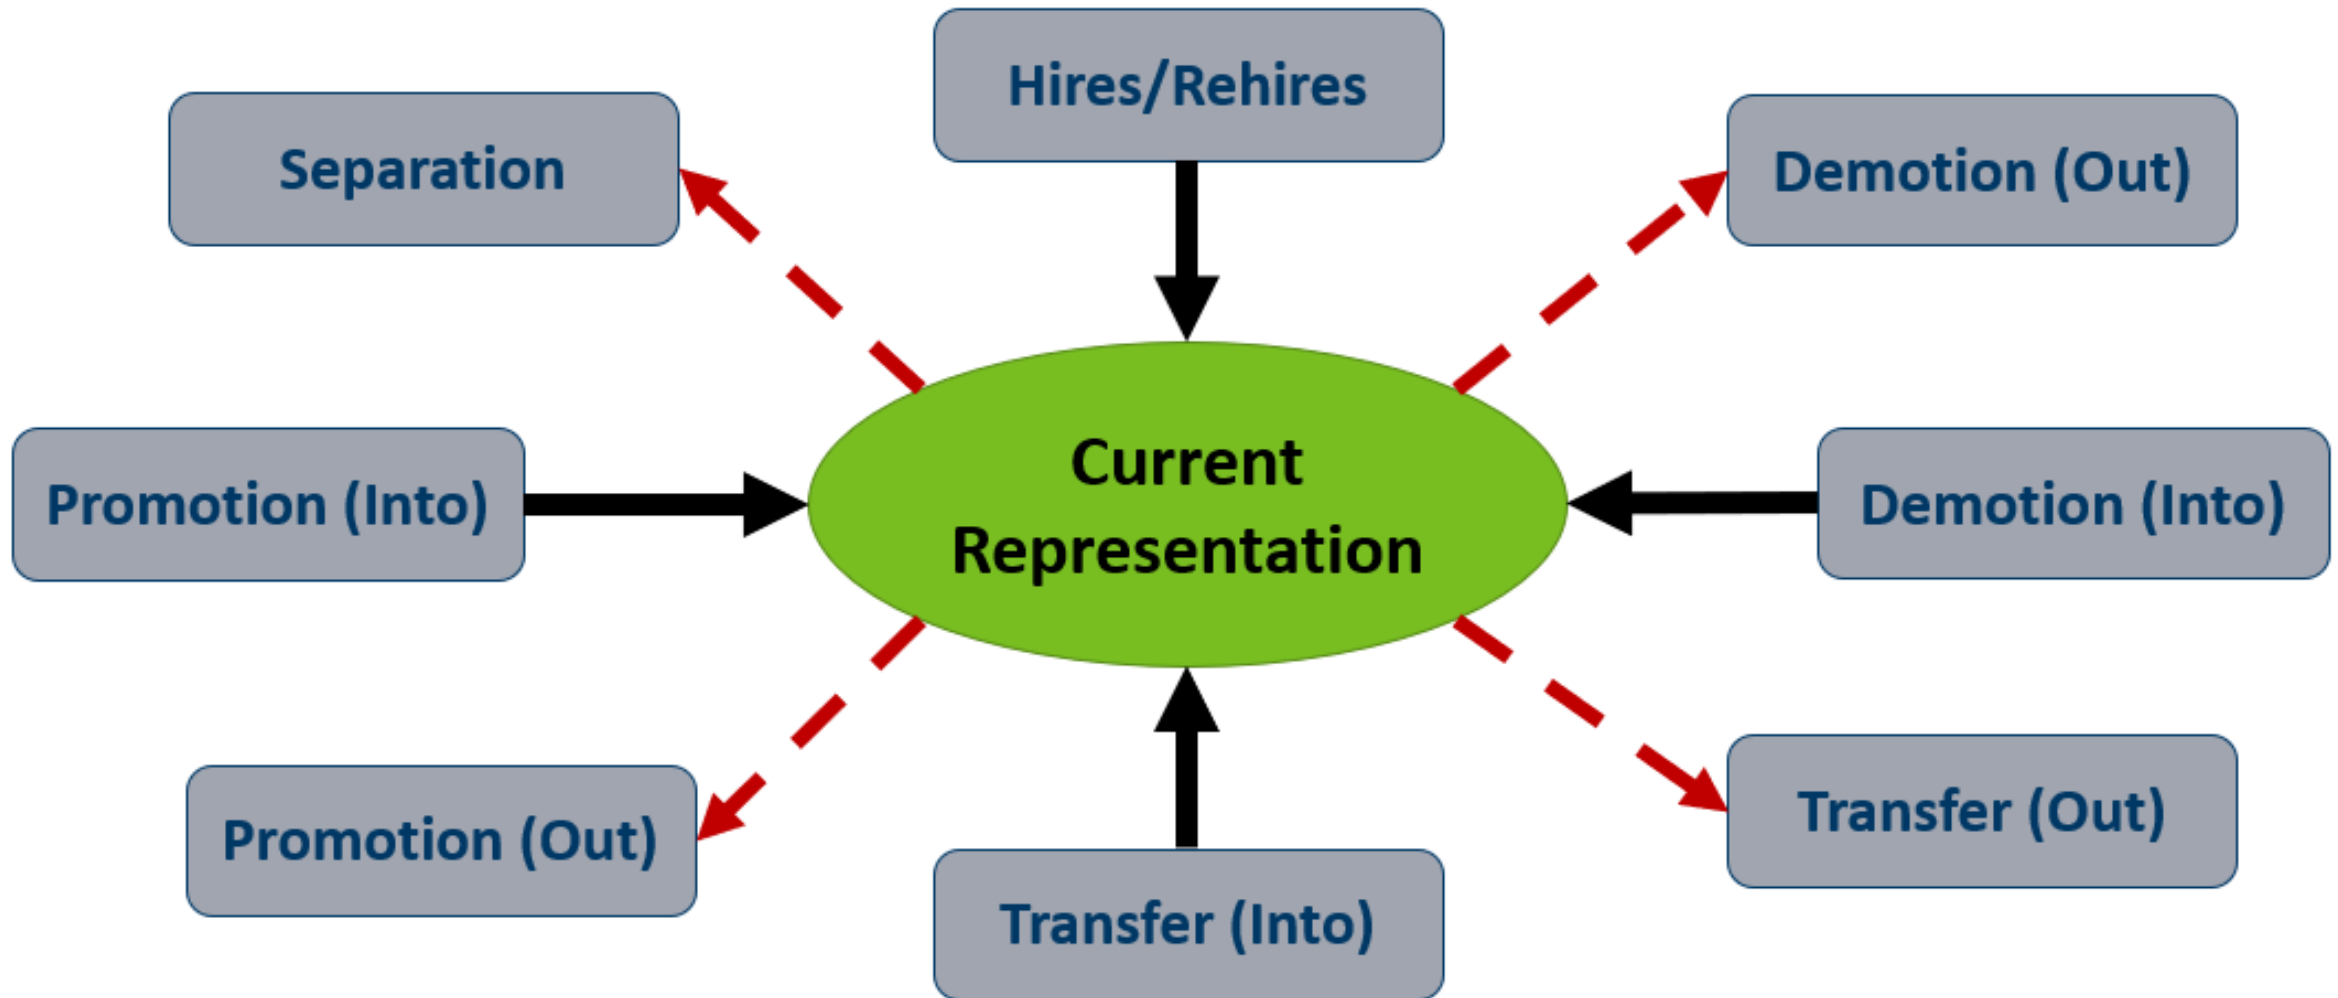 Hires/Rehires
Separation
Demotion (Out)
Current
Representation
Promotion (Into)
Demotion (Into)
Promotion (Out)
Transfer (Out)
Transfer (Into)